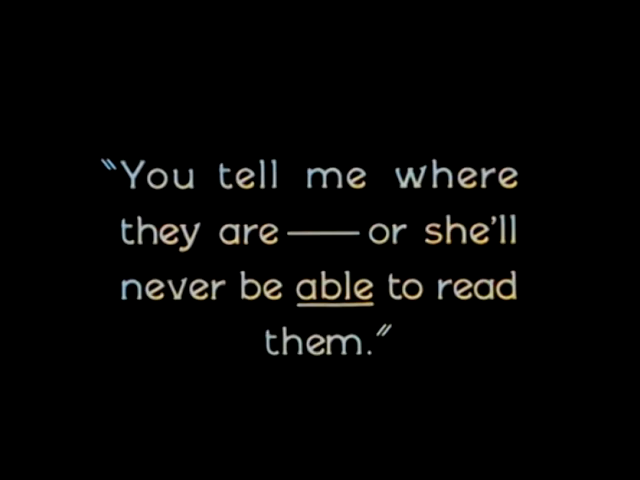 "You tell me where
they are—or she'll
never be able to read
them."